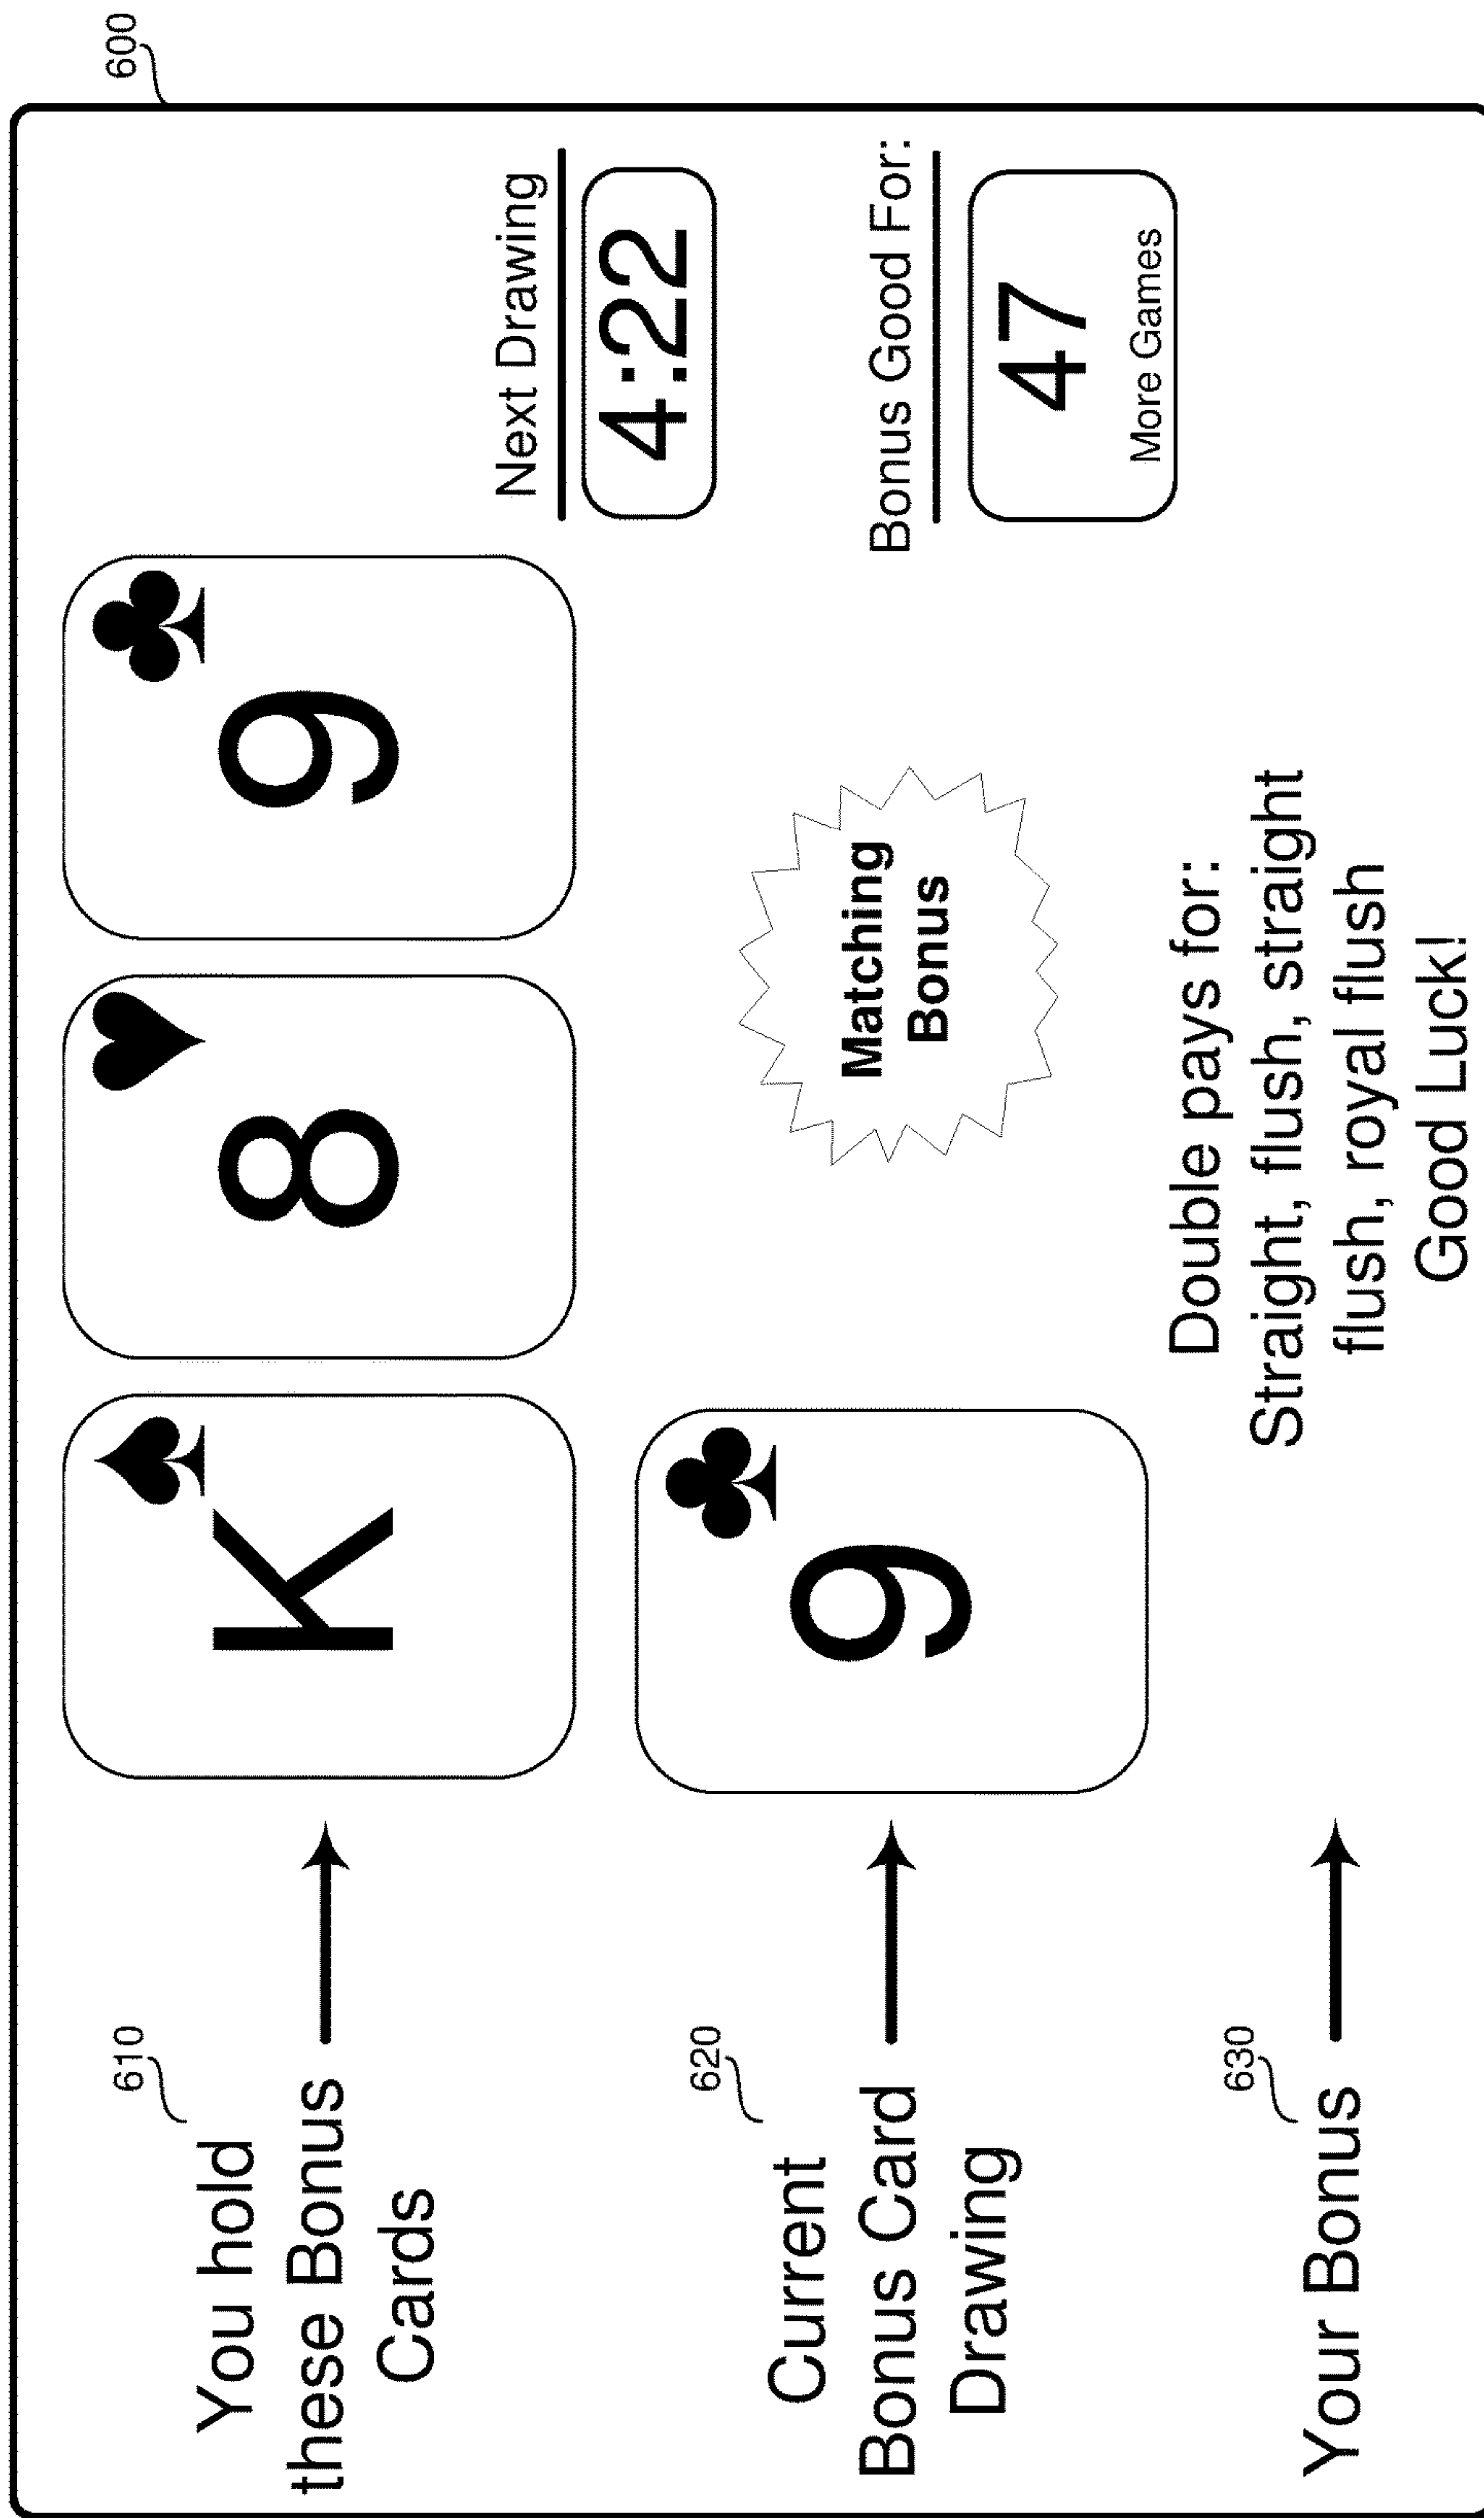 600
610
You hold
these Bonus
Cards
K
8
9
Next Drawing
4:22
620
Current
Bonus Card
Drawing
9
Matching
Bonus
Bonus Good For:
47
More Games
630
Your Bonus
Double pays for:
Straight, flush, straight
flush, royal flush
Good Luck!